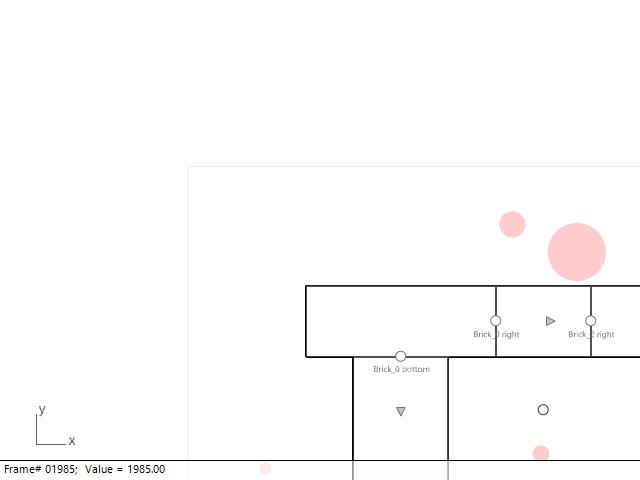 Brick_0 right
Brick_2 right
Brick_0 bottom
y
x
Frame# 01985; Value = 1985.00